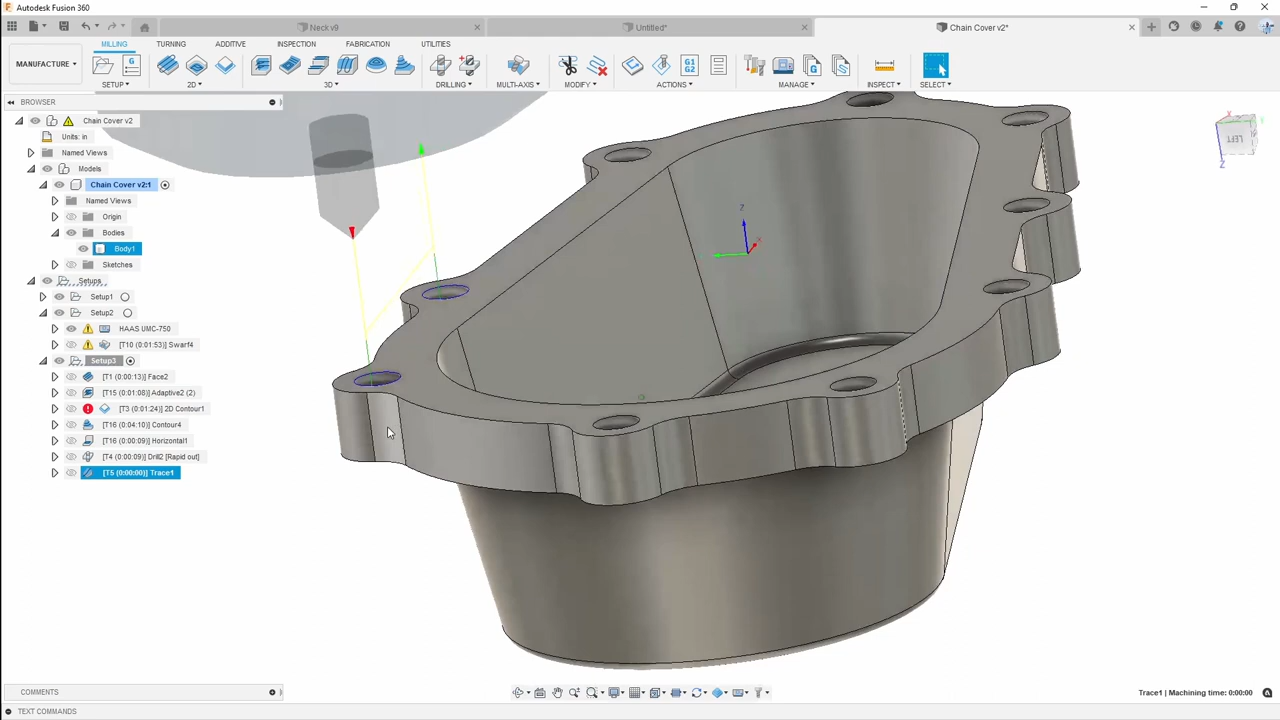 Autodesk Fusion 360
Neck v9
Untitled*
Chain Cover v2*
MILLING
TURNING
ADDITIVE
INSPECTION
FABRICATION
UTILITIES
MANUFACTURE
SETUP
2D
3D
DRILLING
MULTI-AXIS
MODIFY
ACTIONS
MANAGE
INSPECT
SELECT
G1
G2
BROWSER
Chain Cover v2
Units: in
Named Views
Models
Chain Cover v2:1
Named Views
Origin
Bodies
Body1
Sketches
Setups
Setup1
Setup2
HAAS UMC-750
[T10 (0:01:53)] Swarf4
Setup3
[T1 (0:00:13)] Face2
[T15 (0:01:08)] Adaptive2 (2)
[T3 (0:01:24)] 2D Contour1
[T16 (0:04:10)] Contour4
[T16 (0:00:09)] Horizontal1
[T4 (0:00:09)] Drill2 [Rapid out]
[T5 (0:00:00)] Trace1
LEFT
Z
Z
X
COMMENTS
Trace1 | Machining time: 0:00:00
TEXT COMMANDS